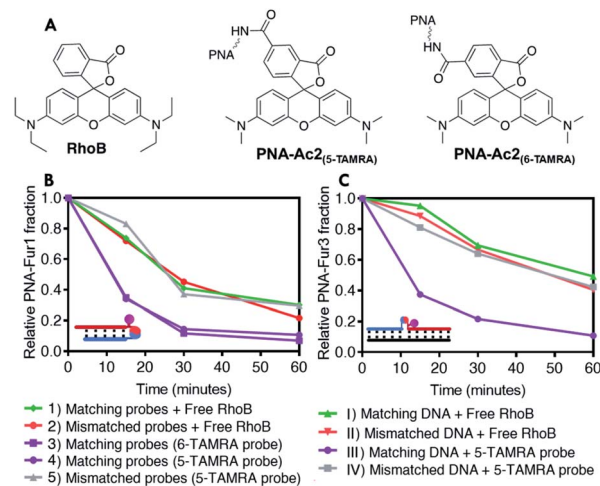 A
O
O
N
N
O
RhoB
PNA
HN
O
O
O
N
O
N
PNA-Ac2(5-TAMRA)
PNA
HN
O
O
O
N
O
N
PNA-Ac2(6-TAMRA)
B
Relative PNA-Fur1 fraction
1.0
0.8
0.6
0.4
0.2
0.0
0 10 20 30 40 50 60
Time (minutes)
1) Matching probes + Free RhoB
2) Mismatched probes + Free RhoB
3) Matching probes (6-TAMRA probe)
4) Matching probes (5-TAMRA probe)
5) Mismatched probes (5-TAMRA probe)
C
Relative PNA-Fur3 fraction
1.0
0.8
0.6
0.4
0.2
0.0
0 10 20 30 40 50 60
Time (minutes)
I) Matching DNA + Free RhoB
II) Mismatched DNA + Free RhoB
III) Matching DNA + 5-TAMRA probe
IV) Mismatched DNA + 5-TAMRA probe